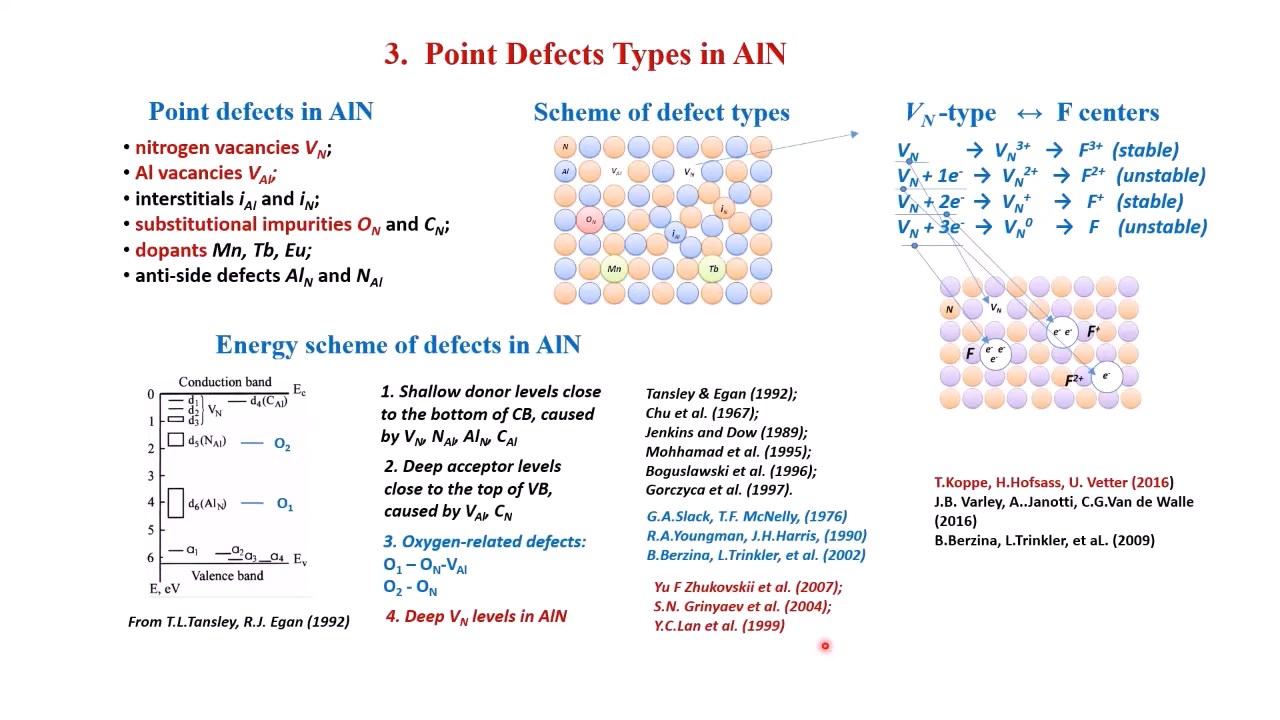 3. Point Defects Types in AlN
Point defects in AlN
• nitrogen vacancies VN;
• Al vacancies VAl;
• interstitials iAl and iN;
• substitutional impurities ON and CN;
• dopants Mn, Tb, Eu;
• anti-side defects AlN and NAl
Scheme of defect types
N
Al
VAl
VN
iN
ON
iAl
Mn
Tb
VN-type ↔ F centers
VN → VN3+ → F3+ (stable)
VN + 1e- → VN2+ → F2+ (unstable)
VN + 2e- → VN+ → F+ (stable)
VN + 3e- → VN0 → F (unstable)
N
VN
e- e- F+
F e- e-
e-
F2+ e-
Energy scheme of defects in AlN
Conduction band
0 Ec
d1
d2
d3
VN
d4(CAl)
1
d5(NAl) O2
2
3
4 d6(AlN) O1
5
6 α1 α2 α3 α4 Ev
Valence band
E, eV
From T.L.Tansley, R.J. Egan (1992)
1. Shallow donor levels close
to the bottom of CB, caused
by VN, NAl, AlN, CAl
2. Deep acceptor levels
close to the top of VB,
caused by VAl, CN
3. Oxygen-related defects:
O1 – ON-VAl
O2 - ON
4. Deep VN levels in AlN
Tansley & Egan (1992);
Chu et al. (1967);
Jenkins and Dow (1989);
Mohhamad et al. (1995);
Boguslawski et al. (1996);
Gorczyca et al. (1997).
G.A.Slack, T.F. McNelly, (1976)
R.A.Youngman, J.H.Harris, (1990)
B.Berzina, L.Trinkler, et al. (2002)
Yu F Zhukovskii et al. (2007);
S.N. Grinyaev et al. (2004);
Y.C.Lan et al. (1999)
T.Koppe, H.Hofsass, U. Vetter (2016)
J.B. Varley, A..Janotti, C.G.Van de Walle
(2016)
B.Berzina, L.Trinkler, et aL. (2009)